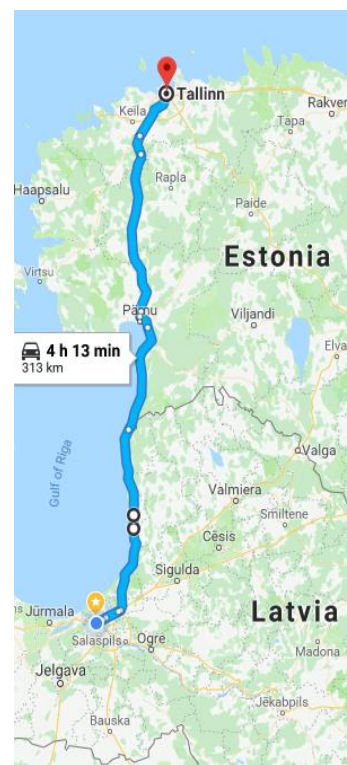 Tallinn
Keila
Rakver
Tapa
Rapla
Haapsalu
Paide
Estonia
Virtsu
Pärnu
Viljandi
4 h 13 min
313 km
Elva
Valga
Gulf of Riga
Valmiera
Smiltene
Cēsis
Sigulda
Jūrmala
Latvia
Salaspils
Ogre
Madona
Jelgava
Jēkabpils
Bauska